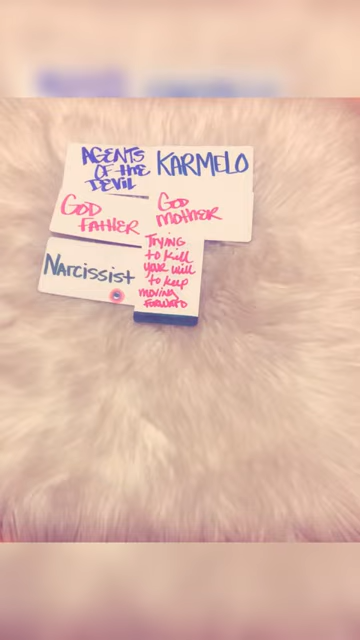 AGENTS
OF the
DEVIL
KARMELO
GOD
FATHER
GOD
MOTHER
Narcissist
TRYING
to kill
your will
to keep
moving
FORWARD